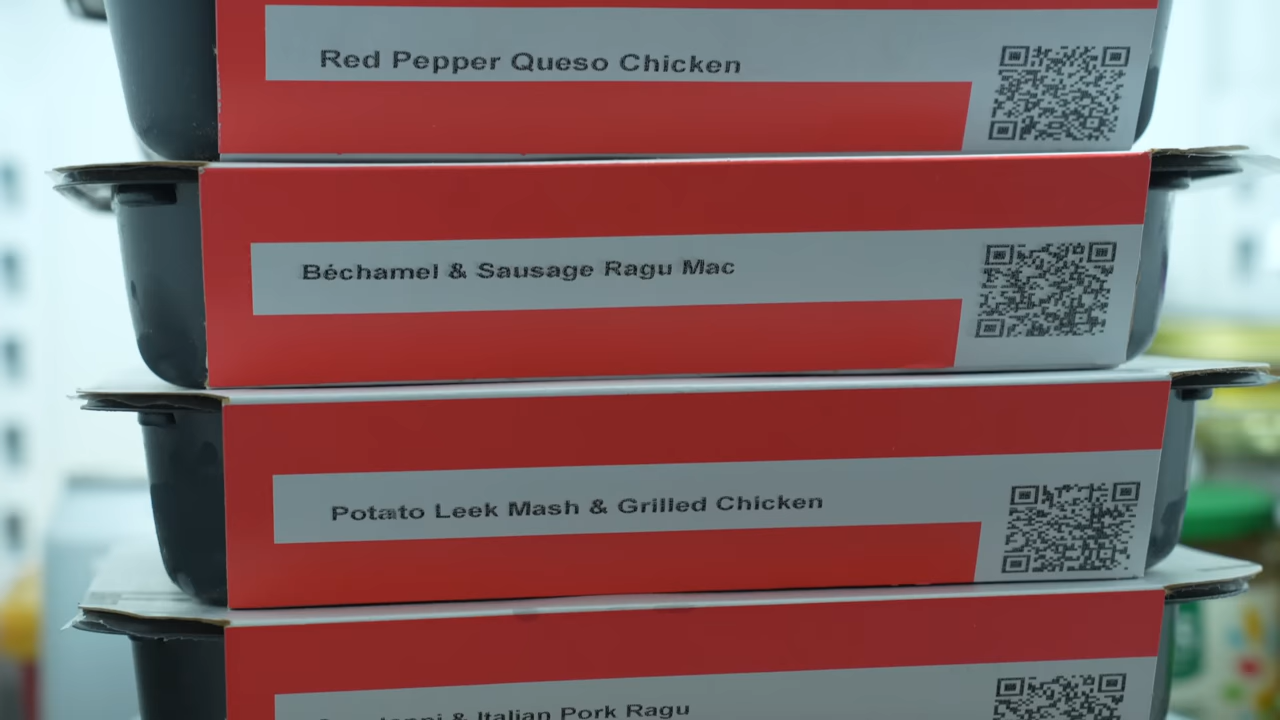 Red Pepper Queso Chicken
Béchamel & Sausage Ragu Mac
Potato Leek Mash & Grilled Chicken
& Italian Pork Ragu